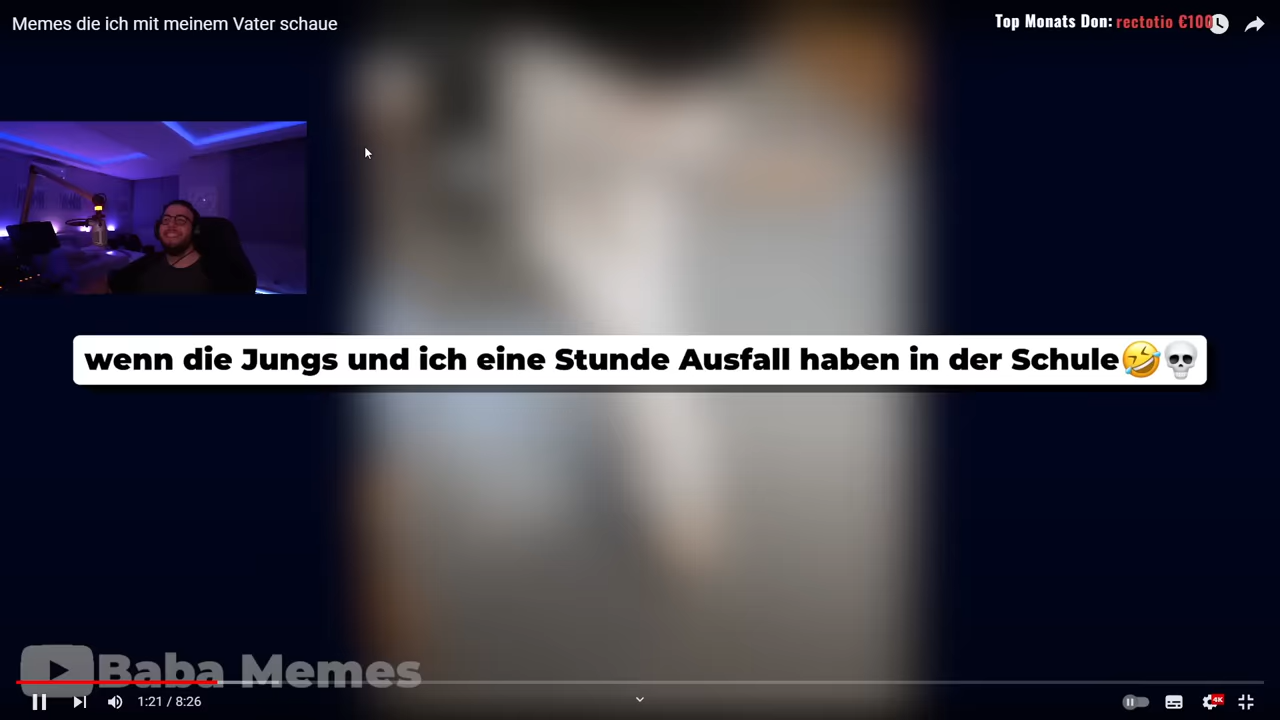 Memes die ich mit meinem Vater schaue
Top Monats Don: rectotio €100
wenn die Jungs und ich eine Stunde Ausfall haben in der Schule🤣💀
Baba Memes
1:21 / 8:26
4K